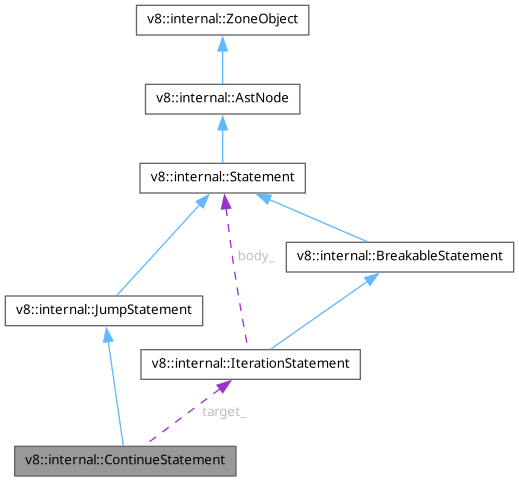 v8::internal::ZoneObject
v8::internal::AstNode
v8::internal::Statement
body_
v8::internal::BreakableStatement
v8::internal::JumpStatement
v8::internal::IterationStatement
target_
v8::internal::ContinueStatement